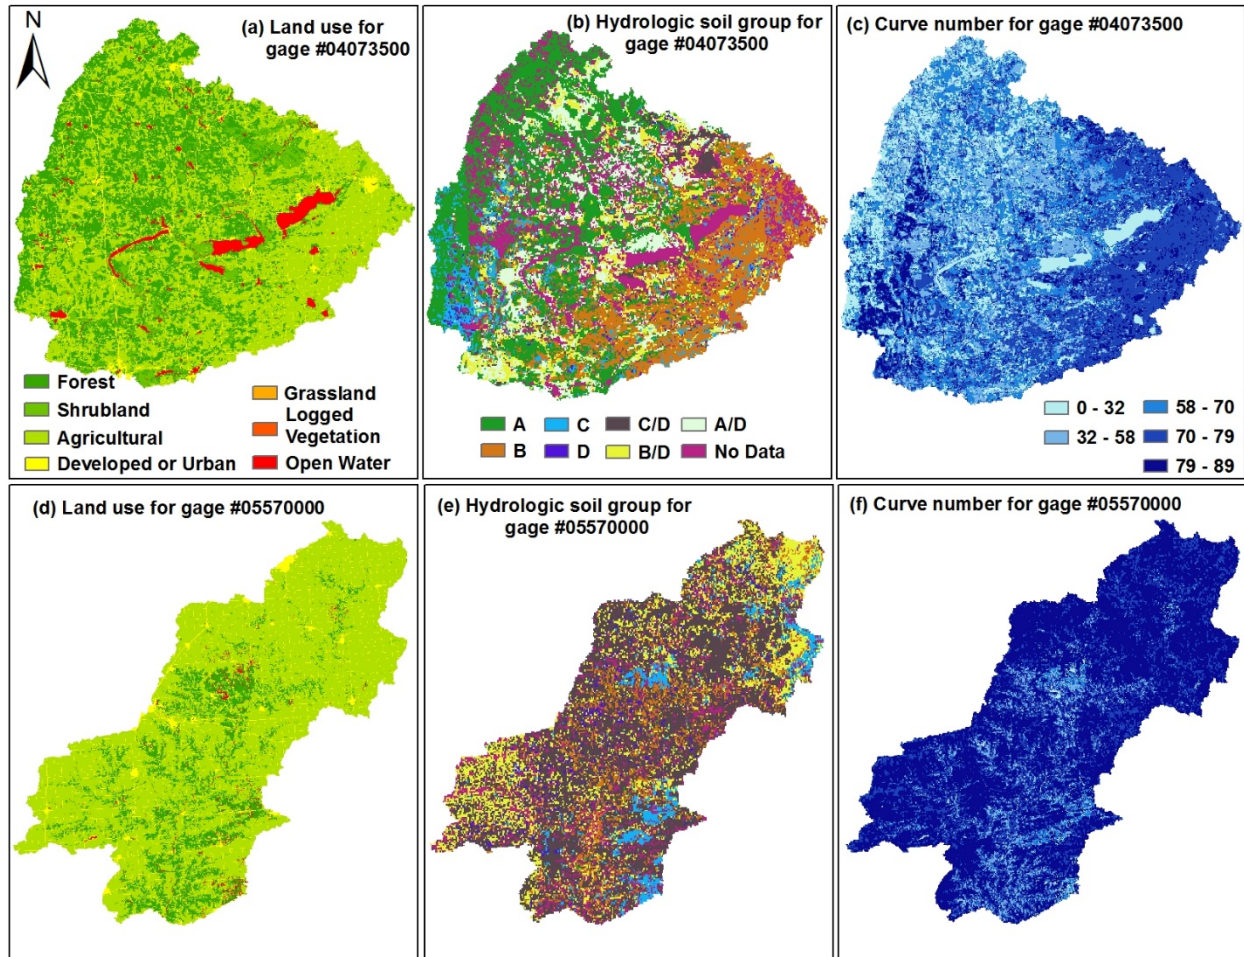 N
(a) Land use for
gage #04073500
Forest
Shrubland
Agricultural
Developed or Urban
Grassland
Logged
Vegetation
Open Water
(b) Hydrologic soil group for
gage #04073500
A
C
C/D
A/D
B
D
B/D
No Data
(c) Curve number for gage #04073500
0 - 32
58 - 70
32 - 58
70 - 79
79 - 89
(d) Land use for gage #05570000
(e) Hydrologic soil group for
gage #05570000
(f) Curve number for gage #05570000